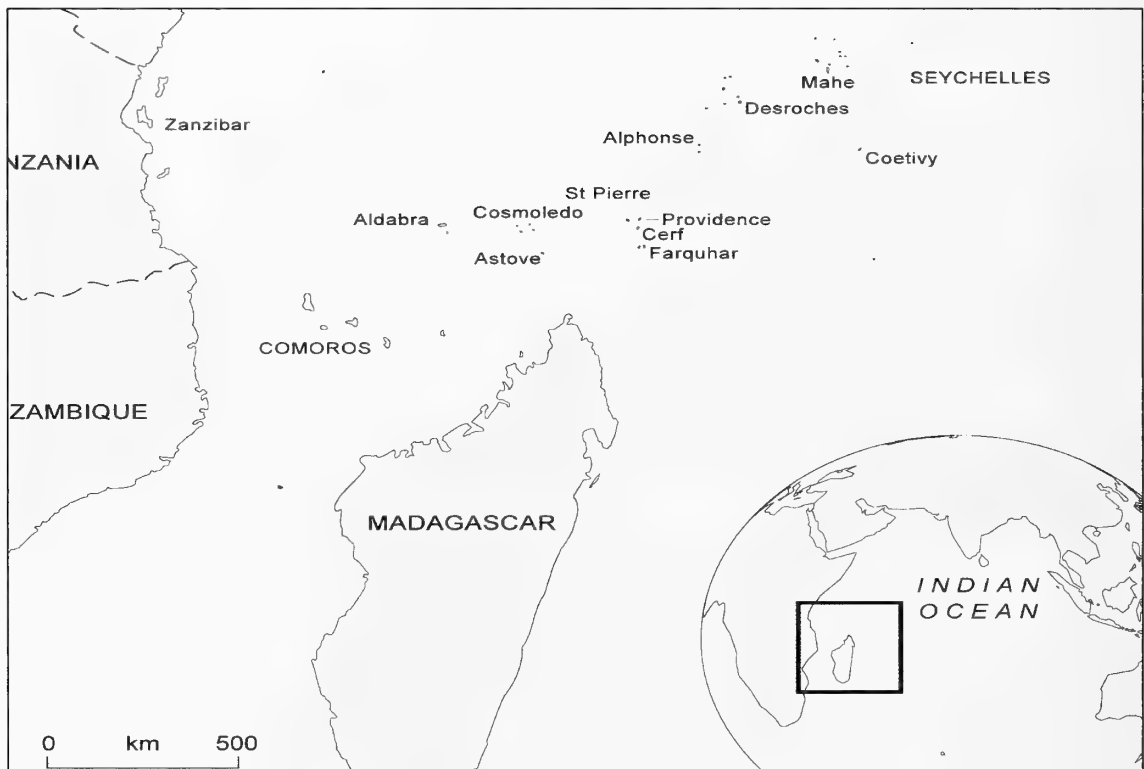 Mahe
SEYCHELLES
Desroches
Zanzibar
Alphonse
Coetivy
NZANIA
St Pierre
Aldabra
Cosmoledo
Providence
Cerf
Astove
Farquhar
COMOROS
ZAMBIQUE
MADAGASCAR
INDIAN
OCEAN
0 km 500